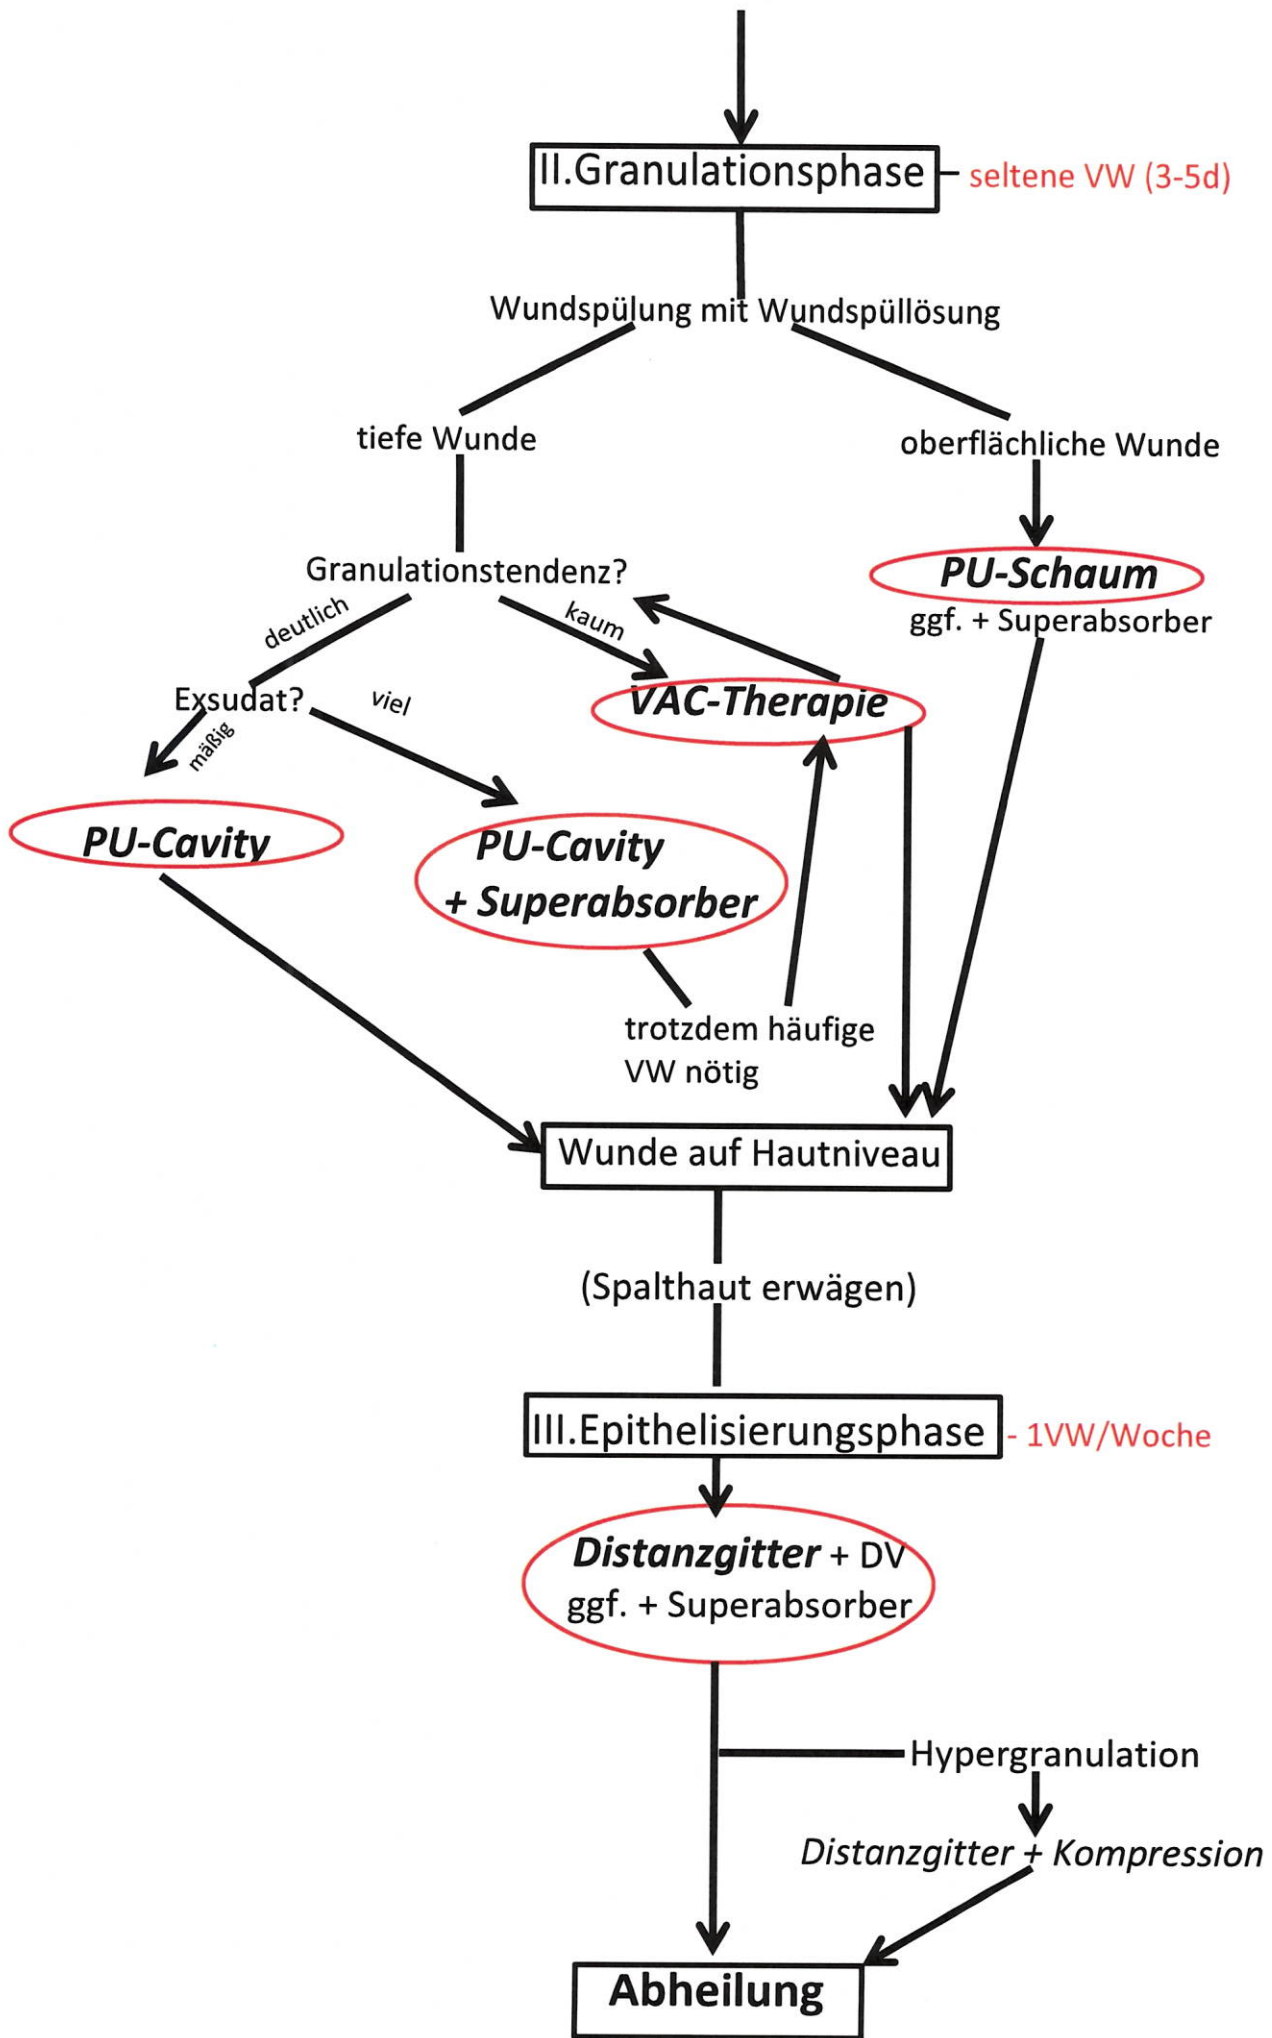 II.Granulationsphase
seltene VW (3-5d)
Wundspülung mit Wundspüllösung
tiefe Wunde
oberflächliche Wunde
Granulationstendenz?
PU-Schaum
ggf. + Superabsorber
deutlich
kaum
Exsudat?
viel
VAC-Therapie
mäßig
PU-Cavity
PU-Cavity
+ Superabsorber
trotzdem häufige
VW nötig
Wunde auf Hautniveau
(Spalthaut erwägen)
III.Epithelisierungsphase
- 1VW/Woche
Distanzgitter + DV
ggf. + Superabsorber
Hypergranulation
Distanzgitter + Kompression
Abheilung